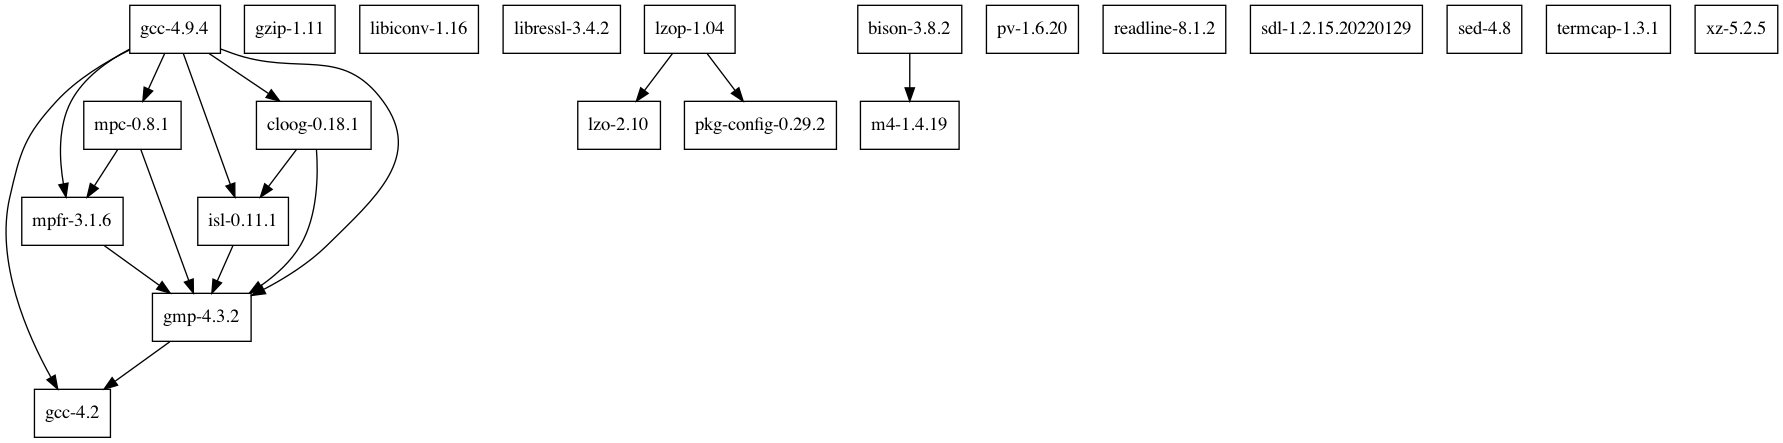 gcc-4.9.4
gzip-1.11
libiconv-1.16
libressl-3.4.2
lzop-1.04
bison-3.8.2
pv-1.6.20
readline-8.1.2
sdl-1.2.15.20220129
sed-4.8
termcap-1.3.1
xz-5.2.5
mpc-0.8.1
cloog-0.18.1
lzo-2.10
pkg-config-0.29.2
m4-1.4.19
mpfr-3.1.6
isl-0.11.1
gmp-4.3.2
gcc-4.2